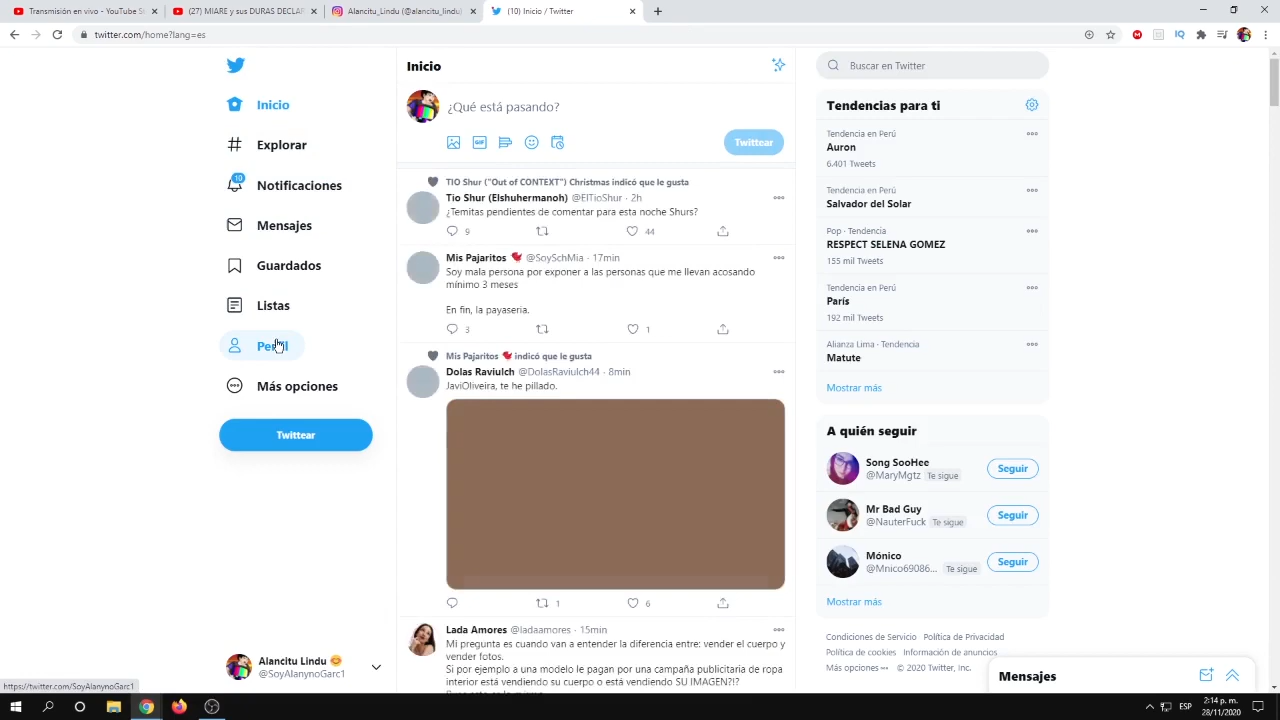 Transmisión en vivo - YouTube St
(27) MIARE y sus DURAS DECLAR
Alancitu_Lindu (@alancitu_lindu)
(10) Inicio / Twitter
twitter.com/home?lang=es
Inicio
Explorar
10
Notificaciones
Mensajes
Guardados
Listas
Perfil
Más opciones
Twittear
Alancitu Lindu 😊
@SoyAlanynoGarc1
https://twitter.com/SoyAlanynoGarc1
Inicio
¿Qué está pasando?
GIF
Twittear
TIO Shur ("Out of CONTEXT") Christmas indicó que le gusta
Tio Shur (Elshushermanoh) @ElTioShur · 2h
¿Temitas pendientes de comentar para esta noche Shurs?
9 44
Mis Pajaritos @SoySchMia · 17min
Soy mala persona por exponer a las personas que me llevan acosando
mínimo 3 meses
En fin, la payaseria.
3 1
Mis Pajaritos indicó que le gusta
Dolas Raviulch @DolasRaviulch44 · 8min
JaviOliveira, te he pillado.
1 6
Lada Amores @ladaamores · 15min
Mi pregunta es cuando van a entender la diferencia entre: vender el cuerpo y
vender fotos.
Si por ejemplo a una modelo le pagan por una campaña publicitaria de ropa
interior está vendiendo su cuerpo o está vendiendo SU IMAGEN?!?
Buscar en Twitter
Tendencias para ti
Tendencia en Perú
Auron
6.401 Tweets
Tendencia en Perú
Salvador del Solar
Pop · Tendencia
RESPECT SELENA GOMEZ
155 mil Tweets
Tendencia en Perú
París
192 mil Tweets
Alianza Lima · Tendencia
Matute
Mostrar más
A quién seguir
Song SooHee
@MaryMgtz Te sigue
Seguir
Mr Bad Guy
@NauterFuck Te sigue
Seguir
Mónico
@Mnico69086... Te sigue
Seguir
Mostrar más
Condiciones de Servicio Política de Privacidad
Política de cookies Información de anuncios
Más opciones ··· © 2020 Twitter, Inc.
Mensajes
ESP
2:14 p. m.
28/11/2020